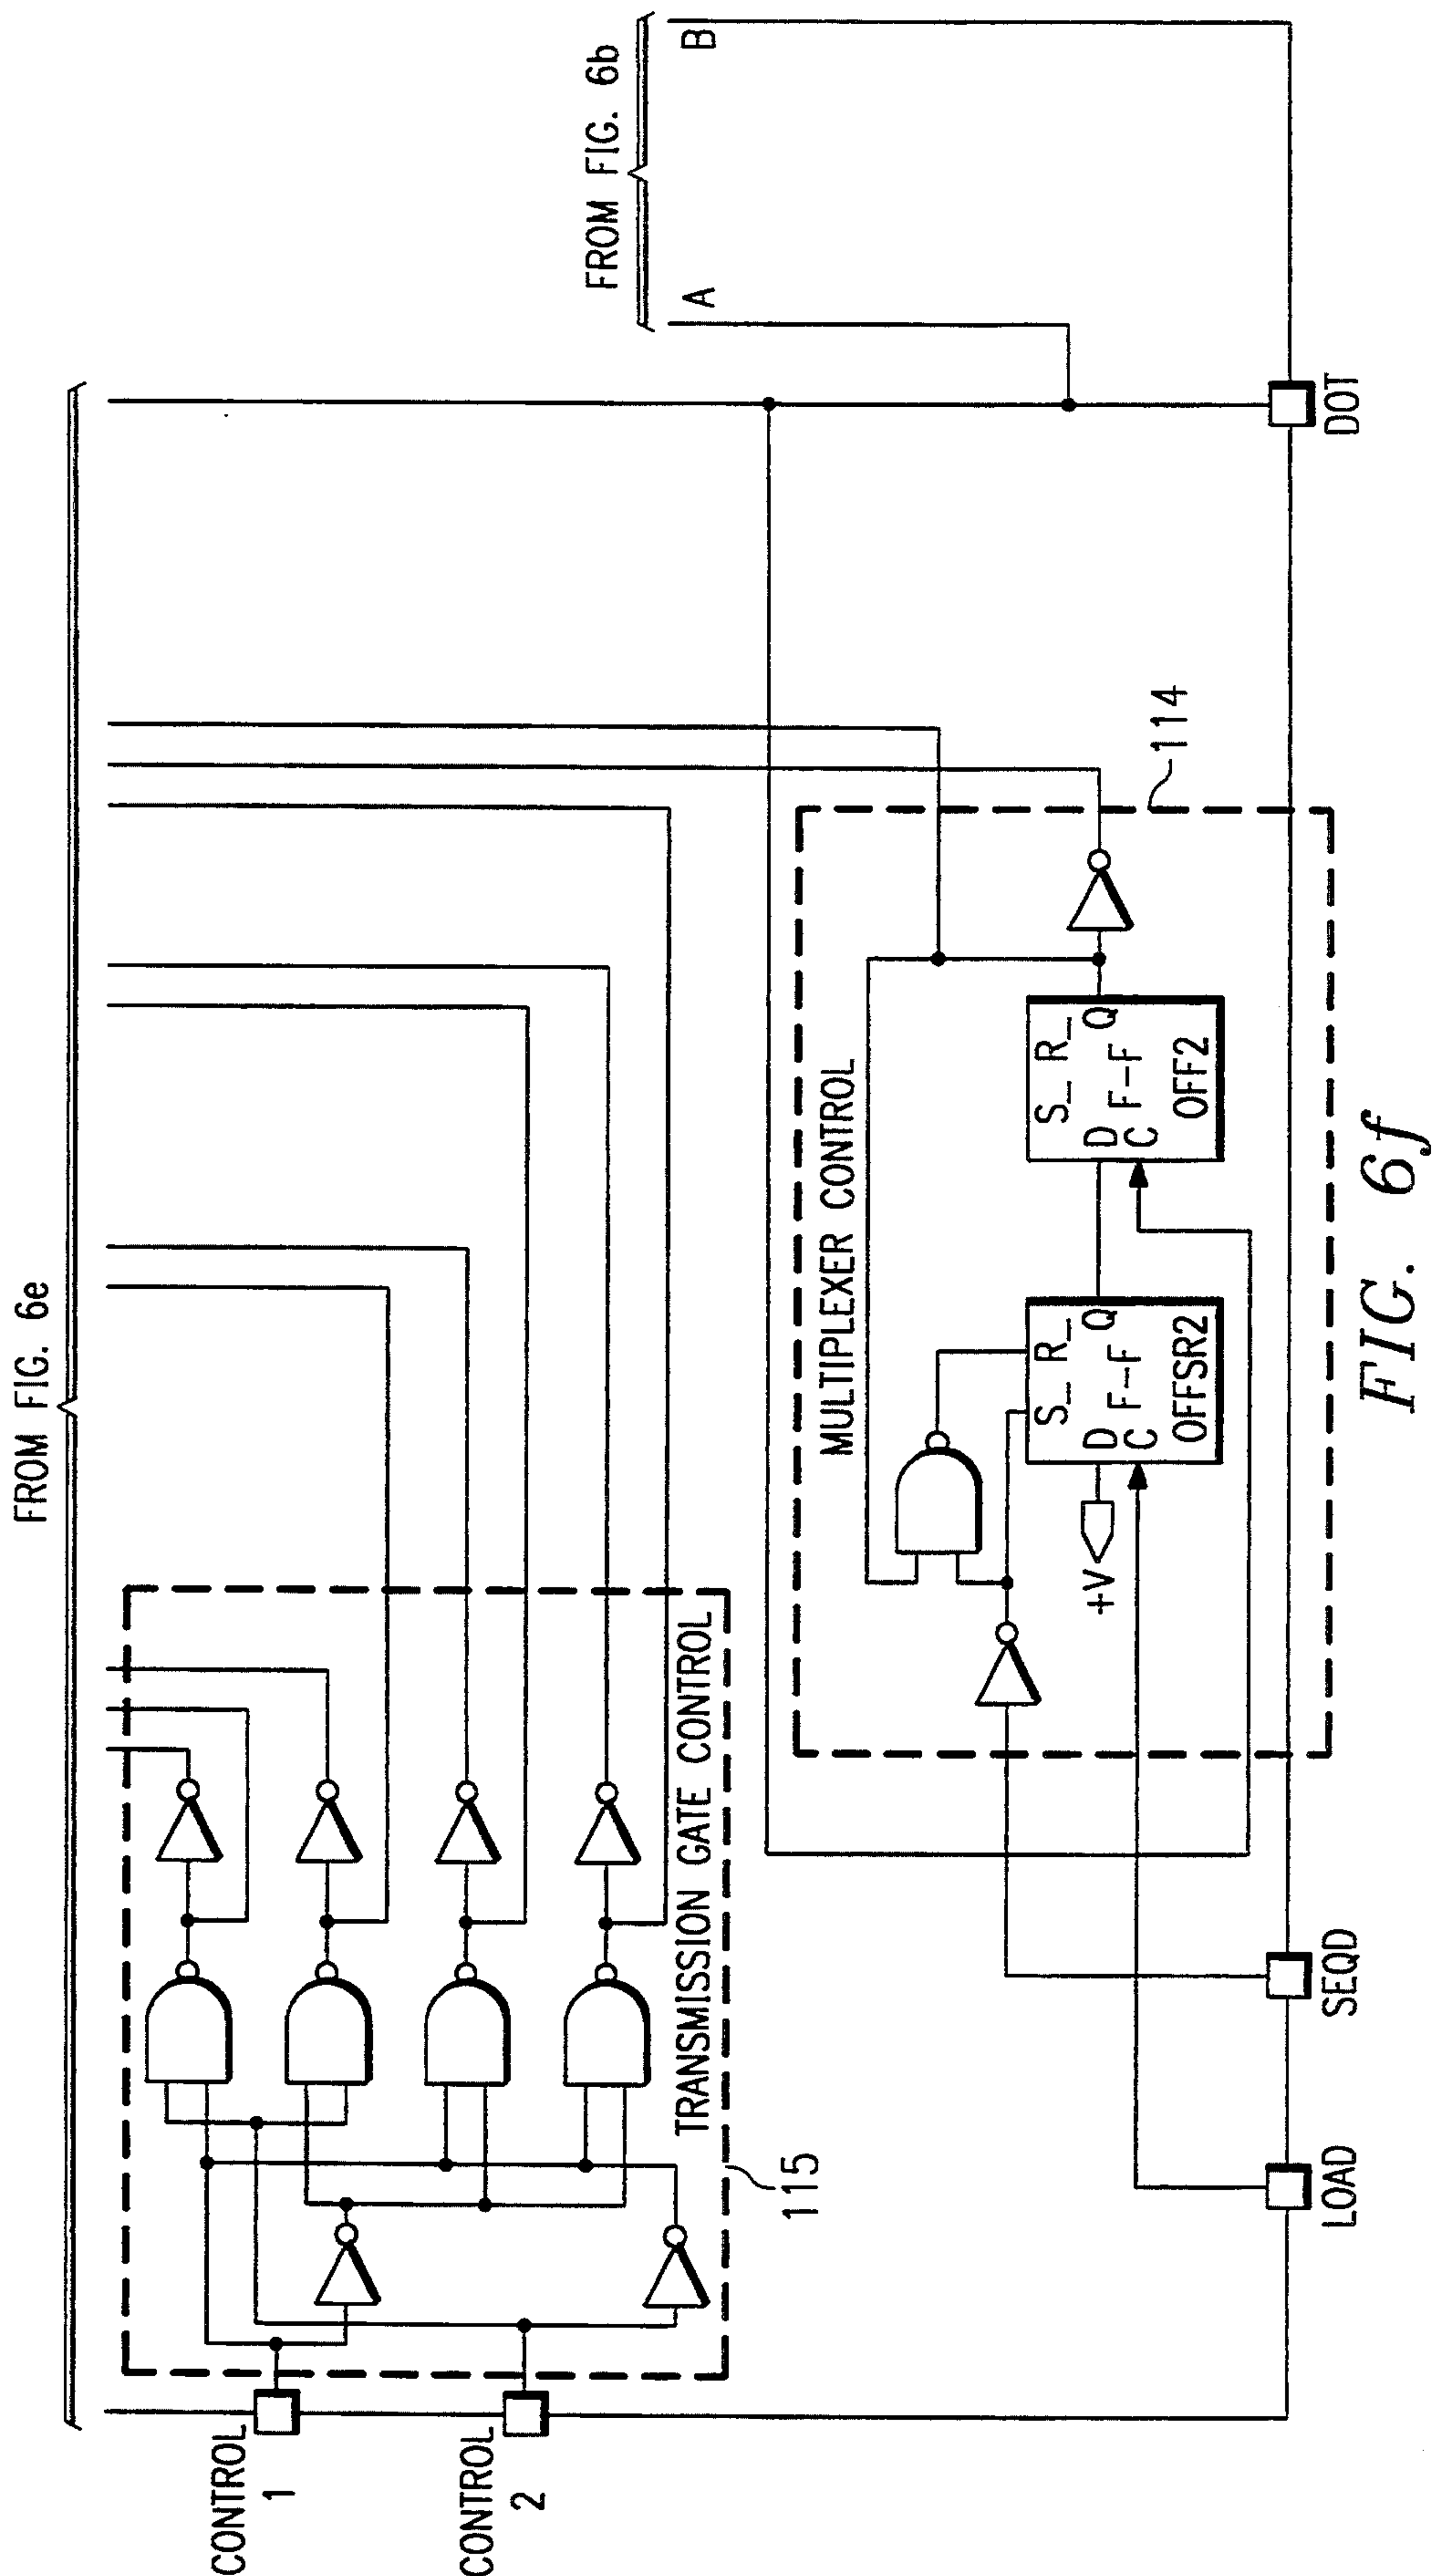 FROM FIG. 6e
FROM FIG. 6b
A
B
CONTROL
1
CONTROL
2
TRANSMISSION GATE CONTROL
115
MULTIPLEXER CONTROL
114
+V
S_ R_
D Q
C F-F
OFFSR2
S_ R_
D Q
C F-F
OFF2
LOAD
SEQD
DOT
FIG. 6f